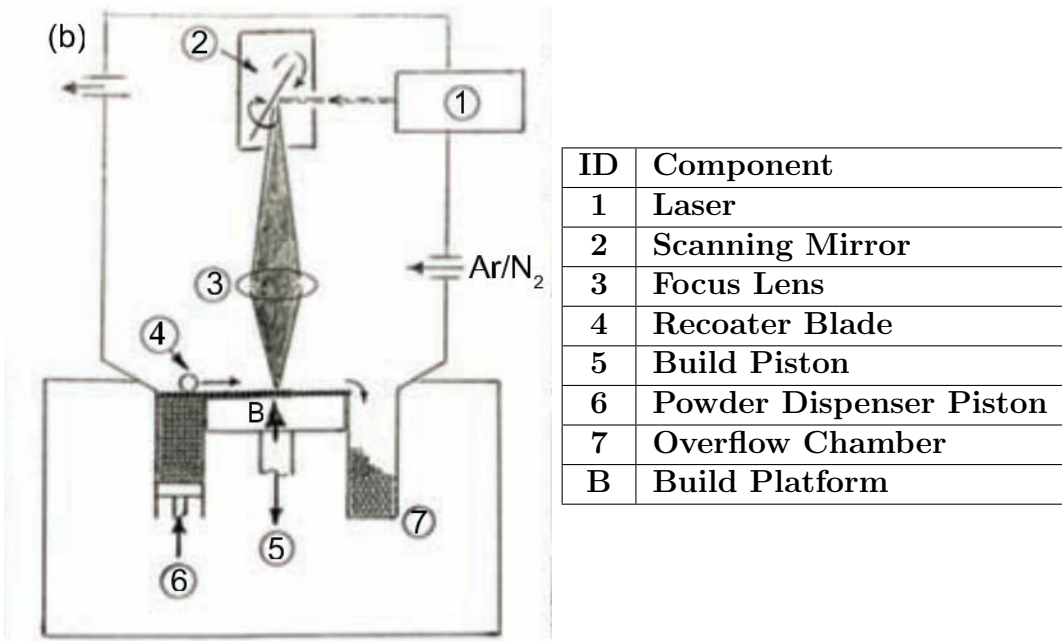 (b)
2
1
Ar/N₂
3
4
B
5
6
7
ID Component
1 Laser
2 Scanning Mirror
3 Focus Lens
4 Recoater Blade
5 Build Piston
6 Powder Dispenser Piston
7 Overflow Chamber
B Build Platform